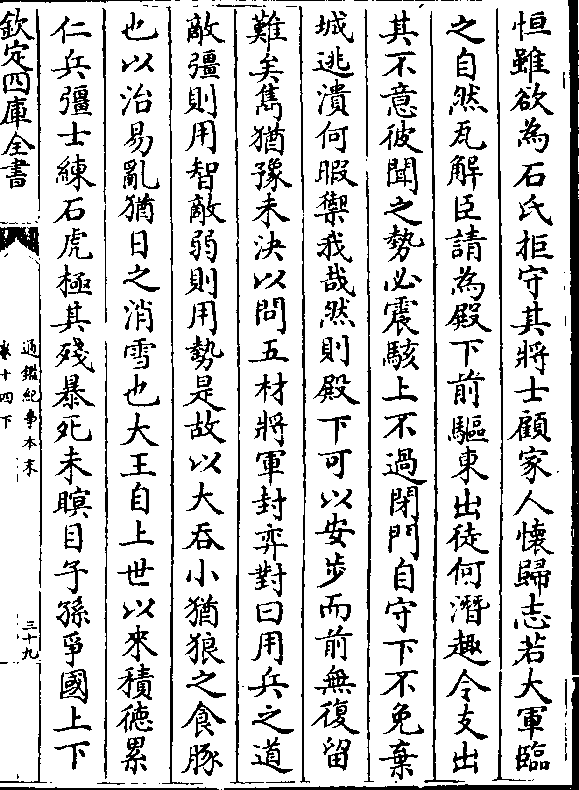 恒雖欲為石氏拒守其將士顧家人懷歸志若大軍臨
之自然瓦解臣請為殿下前驅東出徒何潛趣令支出
其不意彼聞之勢必震駭上不過閉門自守下不免棄
城逃潰何暇禦我哉然則殿下可以安步而前無復留
難矣雋猶豫未決以問五材將軍封弈對曰用兵之道
敵彊則用智敵弱則用勢是故以大吞小猶狼之食豚
也以治易亂猶日之消雪也大王自上世以來積德累
仁兵彊士練石虎極其殘暴死未瞑目子孫爭國上下
欽定四庫全書
通鑑紀事本末
卷十四下
三十九